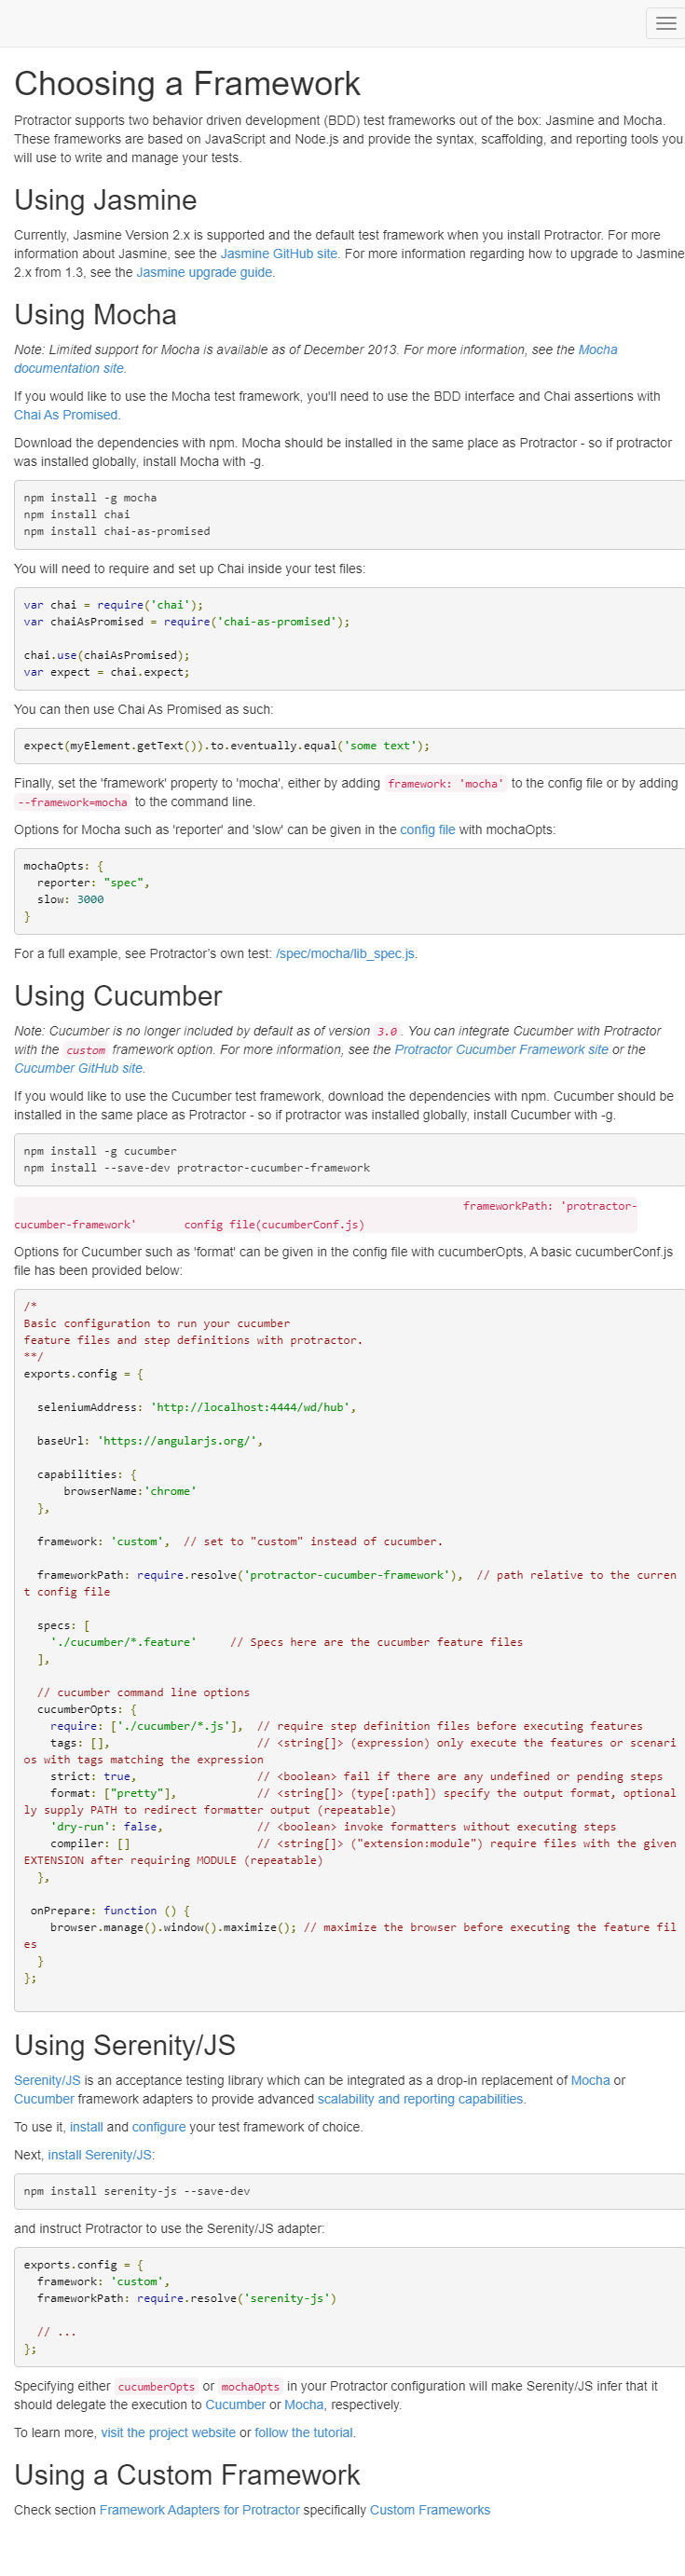 Choosing a Framework
Protractor supports two behavior driven development (BDD) test frameworks out of the box: Jasmine and Mocha.
These frameworks are based on JavaScript and Node.js and provide the syntax, scaffolding, and reporting tools you
will use to write and manage your tests.
Using Jasmine
Currently, Jasmine Version 2.x is supported and the default test framework when you install Protractor. For more
information about Jasmine, see the Jasmine GitHub site. For more information regarding how to upgrade to Jasmine
2.x from 1.3, see the Jasmine upgrade guide.
Using Mocha
Note: Limited support for Mocha is available as of December 2013. For more information, see the Mocha
documentation site.
If you would like to use the Mocha test framework, you'll need to use the BDD interface and Chai assertions with
Chai As Promised.
Download the dependencies with npm. Mocha should be installed in the same place as Protractor - so if protractor
was installed globally, install Mocha with -g.
npm install -g mocha
npm install chai
npm install chai-as-promised
You will need to require and set up Chai inside your test files:
var chai = require('chai');
var chaiAsPromised = require('chai-as-promised');
chai.use(chaiAsPromised);
var expect = chai.expect;
You can then use Chai As Promised as such:
expect(myElement.getText()).to.eventually.equal('some text');
Finally, set the 'framework' property to 'mocha', either by adding framework: 'mocha' to the config file or by adding
--framework=mocha to the command line.
Options for Mocha such as 'reporter' and 'slow' can be given in the config file with mochaOpts:
mochaOpts: {
  reporter: "spec",
  slow: 3000
}
For a full example, see Protractor’s own test: /spec/mocha/lib_spec.js.
Using Cucumber
Note: Cucumber is no longer included by default as of version 3.0. You can integrate Cucumber with Protractor
with the custom framework option. For more information, see the Protractor Cucumber Framework site or the
Cucumber GitHub site.
If you would like to use the Cucumber test framework, download the dependencies with npm. Cucumber should be
installed in the same place as Protractor - so if protractor was installed globally, install Cucumber with -g.
npm install -g cucumber
npm install --save-dev protractor-cucumber-framework
frameworkPath: 'protractor-
cucumber-framework' config file(cucumberConf.js)
Options for Cucumber such as 'format' can be given in the config file with cucumberOpts, A basic cucumberConf.js
file has been provided below:
/*
Basic configuration to run your cucumber
feature files and step definitions with protractor.
**/
exports.config = {
  seleniumAddress: 'http://localhost:4444/wd/hub',
  baseUrl: 'https://angularjs.org/',
  capabilities: {
      browserName:'chrome'
  },
  framework: 'custom',  // set to "custom" instead of cucumber.
  frameworkPath: require.resolve('protractor-cucumber-framework'),  // path relative to the curren
t config file
  specs: [
    './cucumber/*.feature'     // Specs here are the cucumber feature files
  ],
  // cucumber command line options
  cucumberOpts: {
    require: ['./cucumber/*.js'],  // require step definition files before executing features
    tags: [],                      // <string[]> (expression) only execute the features or scenari
os with tags matching the expression
    strict: true,                  // <boolean> fail if there are any undefined or pending steps
    format: ["pretty"],            // <string[]> (type[:path]) specify the output format, optional
ly supply PATH to redirect formatter output (repeatable)
    'dry-run': false,              // <boolean> invoke formatters without executing steps
    compiler: []                   // <string[]> ("extension:module") require files with the given
EXTENSION after requiring MODULE (repeatable)
  },
 onPrepare: function () {
    browser.manage().window().maximize(); // maximize the browser before executing the feature fil
es
  }
};
Using Serenity/JS
Serenity/JS is an acceptance testing library which can be integrated as a drop-in replacement of Mocha or
Cucumber framework adapters to provide advanced scalability and reporting capabilities.
To use it, install and configure your test framework of choice.
Next, install Serenity/JS:
npm install serenity-js --save-dev
and instruct Protractor to use the Serenity/JS adapter:
exports.config = {
  framework: 'custom',
  frameworkPath: require.resolve('serenity-js')
  // ...
};
Specifying either cucumberOpts or mochaOpts in your Protractor configuration will make Serenity/JS infer that it
should delegate the execution to Cucumber or Mocha, respectively.
To learn more, visit the project website or follow the tutorial.
Using a Custom Framework
Check section Framework Adapters for Protractor specifically Custom Frameworks